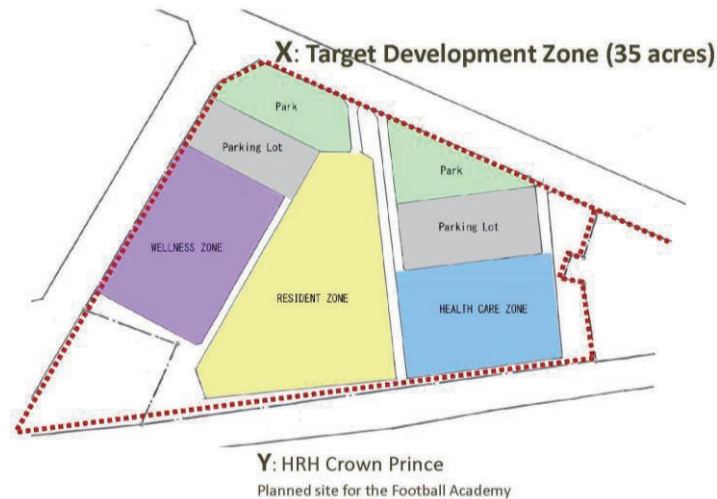 X: Target Development Zone (35 acres)
Park
Parking Lot
Park
Parking Lot
WELLNESS ZONE
RESIDENT ZONE
HEALTH CARE ZONE
Y: HRH Crown Prince
Planned site for the Football Academy